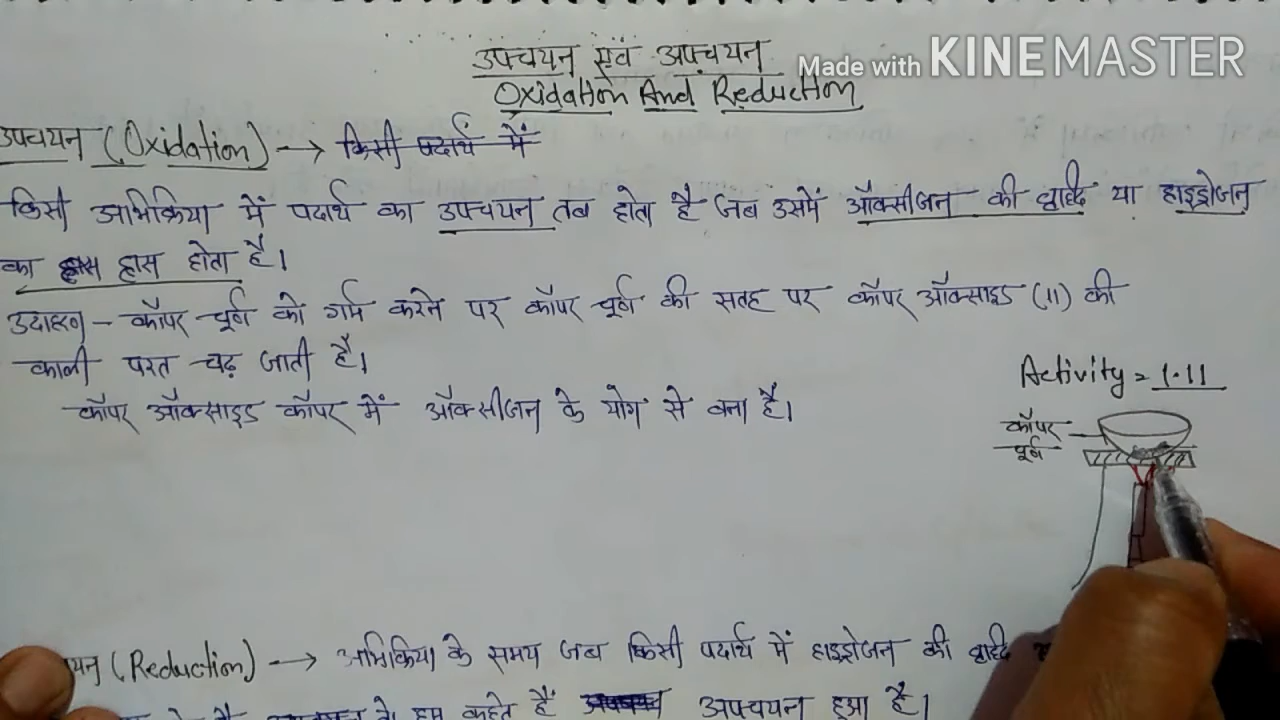 उपचयन एवं अपचयन
Made with KINEMASTER
Oxidation And Reduction
उपचयन (Oxidation) → किसी पदार्थ में
किसी अभिक्रिया में पदार्थ का उपचयन तब होता है जब उसमें ऑक्सीजन की वृद्धि या हाइड्रोजन
का ह्रास होता है।
उदाहरण – कॉपर चूर्ण को गर्म करने पर कॉपर चूर्ण की सतह पर कॉपर ऑक्साइड (II) की
काली परत चढ़ जाती है।
कॉपर ऑक्साइड कॉपर में ऑक्सीजन के योग से बना है।
Activity = 1.11
कॉपर
चूर्ण
(Reduction) → अभिक्रिया के समय जब किसी पदार्थ में हाइड्रोजन की वृद्धि
हम कहते हैं अपचयन हुआ है।